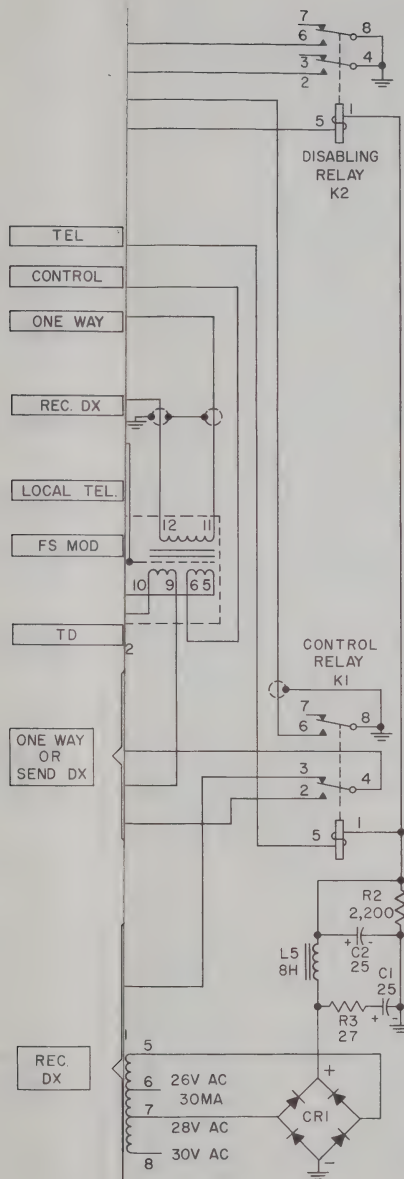 7
8
6
3
4
2
1
5
DISABLING
RELAY
K2
TEL
CONTROL
ONE WAY
REC. DX
LOCAL TEL.
12 11
FS MOD
10 9 6 5
TD
2
CONTROL
RELAY
K1
7
8
6
ONE WAY
OR
SEND DX
3
4
2
1
5
R2
2,200
L5
8H
+ -
C2
25
C1
25
R3
27
+ -
1
5
REC.
DX
6
26V AC
30MA
7
28V AC
8
30V AC
+
CR1
-